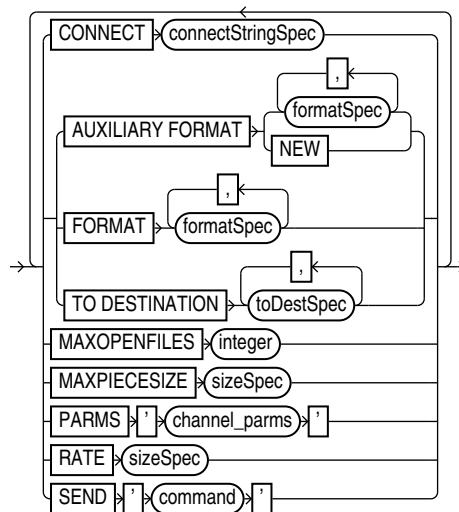 CONNECT connectStringSpec
,
formatSpec
AUXILIARY FORMAT
NEW
,
FORMAT formatSpec
,
TO DESTINATION toDestSpec
MAXOPENFILES integer
MAXPIECESIZE sizeSpec
PARMS ' channel_parms '
RATE sizeSpec
SEND ' command '